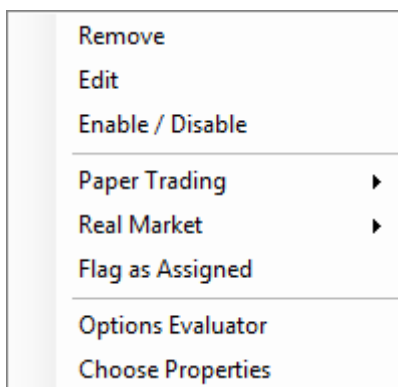 Remove
Edit
Enable / Disable
Paper Trading
Real Market
Flag as Assigned
Options Evaluator
Choose Properties